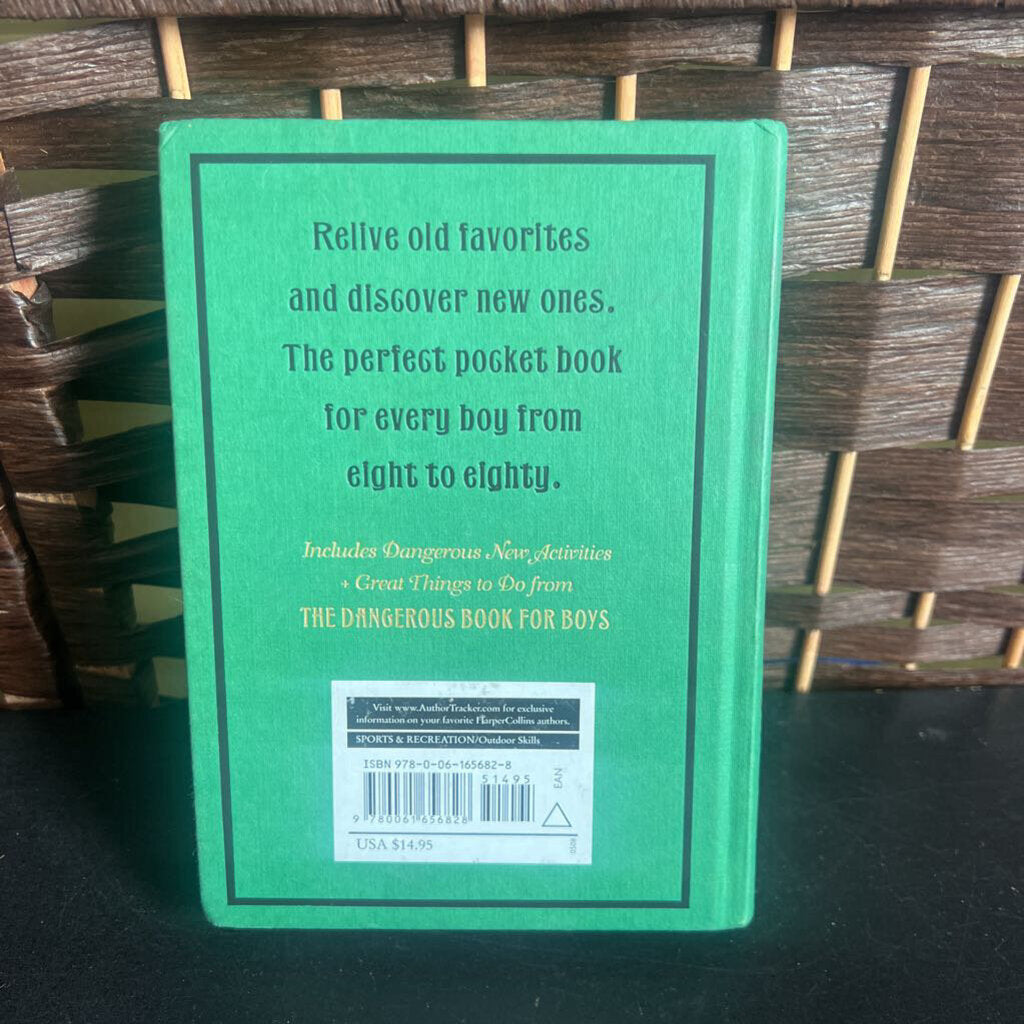 Relive old favorites
and discover new ones.
The perfect pocket book
for every boy from
eight to eighty.
Includes Dangerous New Activities
+ Great Things to Do from
THE DANGEROUS BOOK FOR BOYS
Visit www.AuthorTracker.com for exclusive
information on your favorite HarperCollins authors.
SPORTS & RECREATION/Outdoor Skills
ISBN 978-0-06-165682-8
51495
EAN
9 780061 656828
USA $14.95
0508